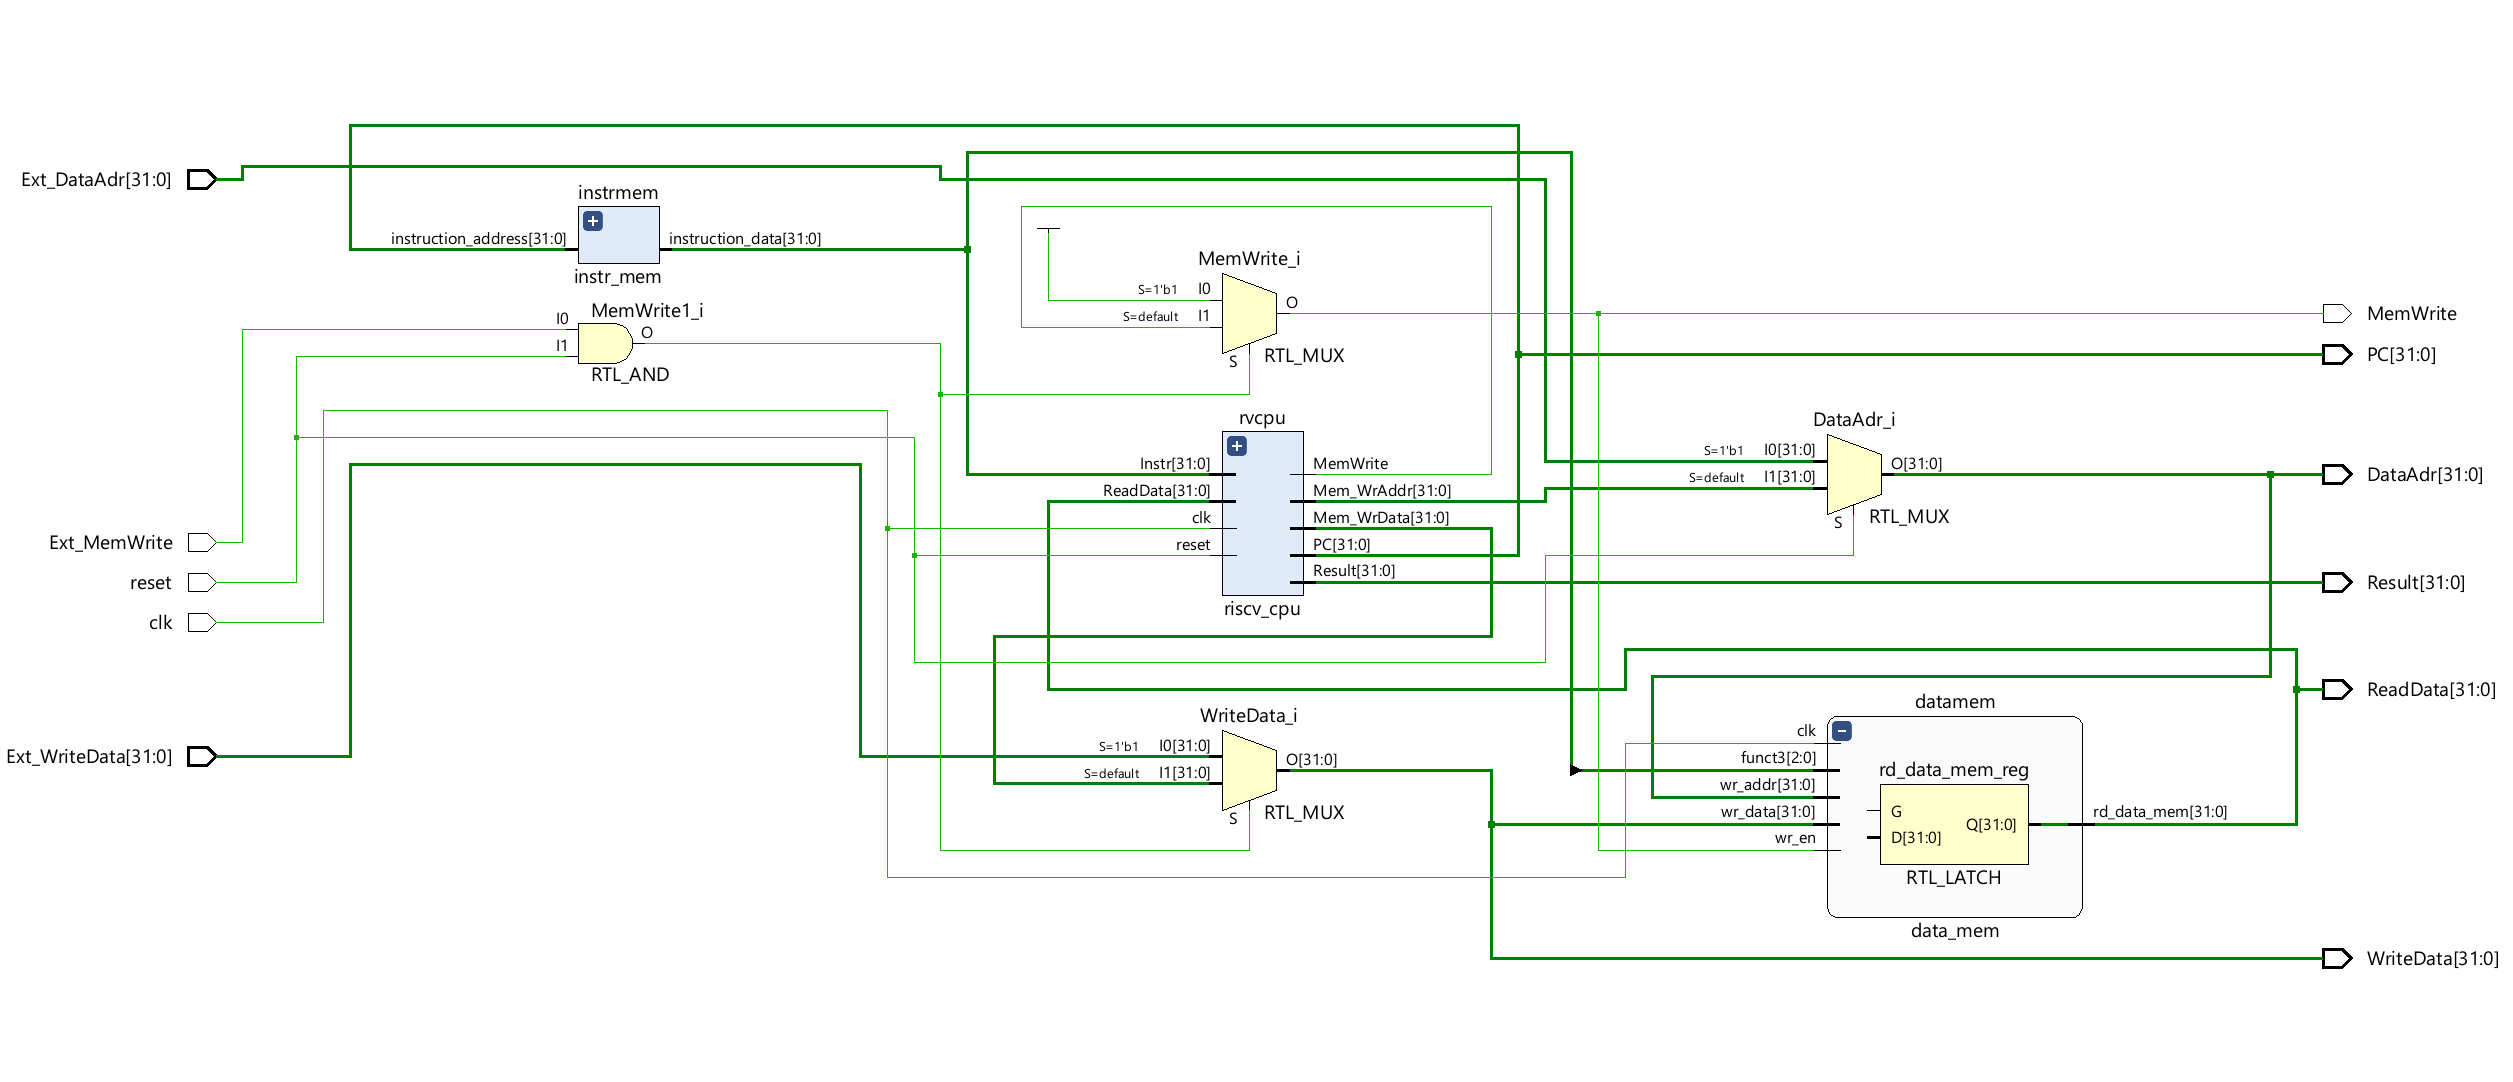 Ext_DataAdr[31:0]
instrmem
instruction_address[31:0]
instruction_data[31:0]
instr_mem
MemWrite1_i
I0
I1
O
RTL_AND
MemWrite_i
S=1'b1
I0
S=default
I1
O
S
RTL_MUX
MemWrite
PC[31:0]
rvcpu
Instr[31:0]
ReadData[31:0]
clk
reset
MemWrite
Mem_WrAddr[31:0]
Mem_WrData[31:0]
PC[31:0]
Result[31:0]
riscv_cpu
DataAdr_i
S=1'b1
I0[31:0]
S=default
I1[31:0]
O[31:0]
S
RTL_MUX
DataAdr[31:0]
Ext_MemWrite
reset
clk
Result[31:0]
ReadData[31:0]
Ext_WriteData[31:0]
WriteData_i
S=1'b1
I0[31:0]
S=default
I1[31:0]
O[31:0]
S
RTL_MUX
datamem
clk
funct3[2:0]
wr_addr[31:0]
wr_data[31:0]
wr_en
rd_data_mem_reg
G
D[31:0]
Q[31:0]
RTL_LATCH
rd_data_mem[31:0]
data_mem
WriteData[31:0]